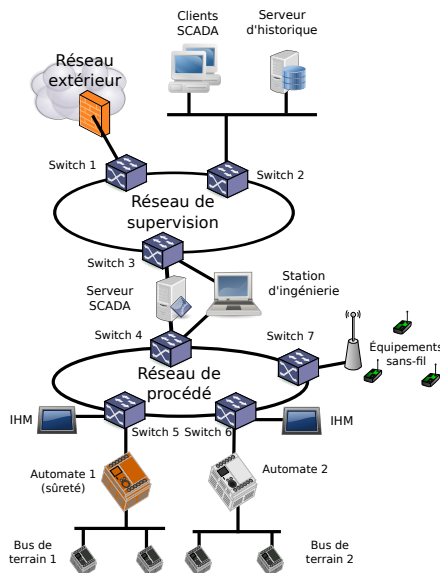 Clients
SCADA
Serveur
d'historique
Réseau
extérieur
Switch 1
Switch 2
Réseau de
supervision
Switch 3
Serveur
SCADA
Station
d'ingénierie
Switch 4
Switch 7
Équipements
sans-fil
Réseau
de procédé
IHM
IHM
Switch 5
Switch 6
Automate 1
(sûreté)
Automate 2
Bus de
terrain 1
Bus de
terrain 2